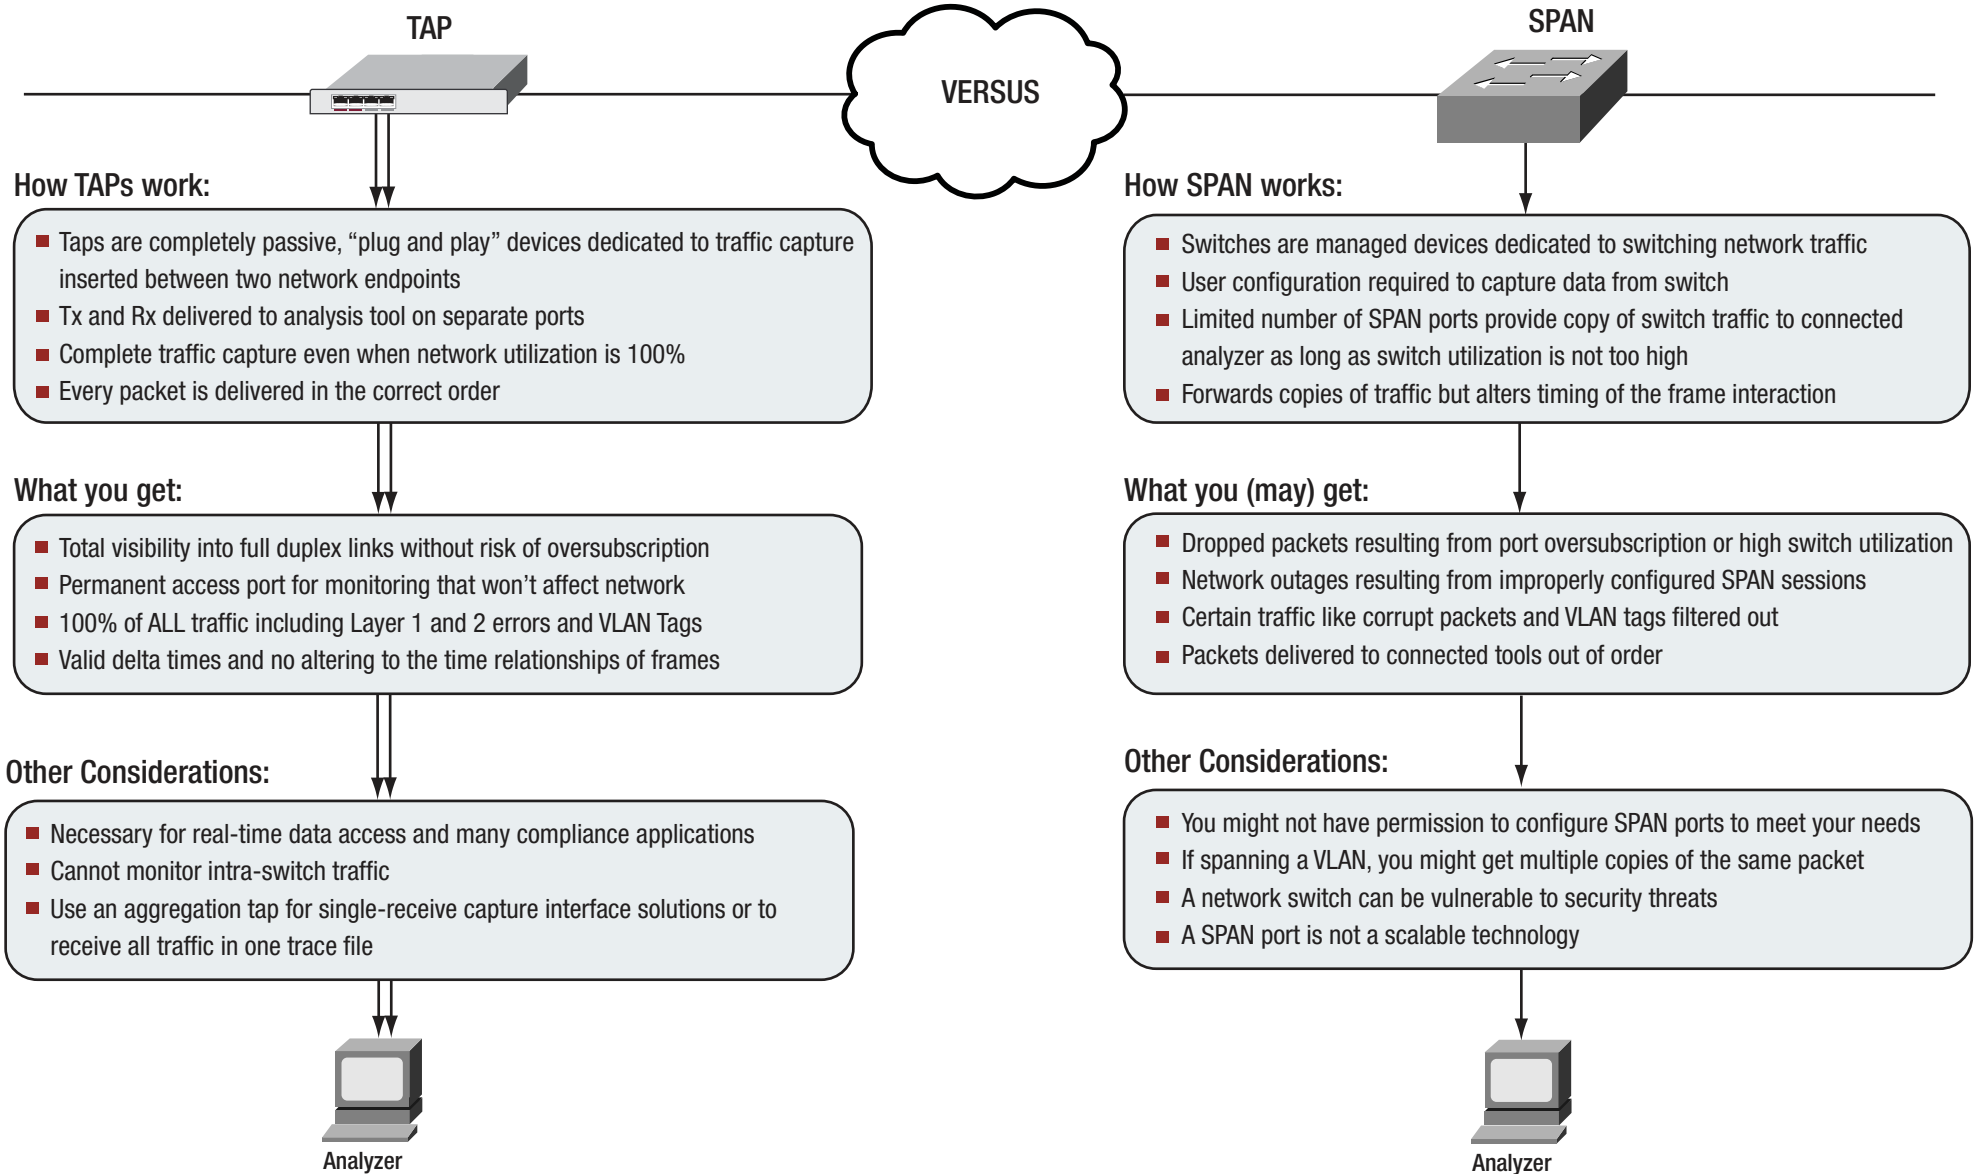 TAP
VERSUS
SPAN
How TAPs work:
Taps are completely passive, “plug and play” devices dedicated to traffic capture
inserted between two network endpoints
Tx and Rx delivered to analysis tool on separate ports
Complete traffic capture even when network utilization is 100%
Every packet is delivered in the correct order
What you get:
Total visibility into full duplex links without risk of oversubscription
Permanent access port for monitoring that won’t affect network
100% of ALL traffic including Layer 1 and 2 errors and VLAN Tags
Valid delta times and no altering to the time relationships of frames
Other Considerations:
Necessary for real-time data access and many compliance applications
Cannot monitor intra-switch traffic
Use an aggregation tap for single-receive capture interface solutions or to
receive all traffic in one trace file
Analyzer
How SPAN works:
Switches are managed devices dedicated to switching network traffic
User configuration required to capture data from switch
Limited number of SPAN ports provide copy of switch traffic to connected
analyzer as long as switch utilization is not too high
Forwards copies of traffic but alters timing of the frame interaction
What you (may) get:
Dropped packets resulting from port oversubscription or high switch utilization
Network outages resulting from improperly configured SPAN sessions
Certain traffic like corrupt packets and VLAN tags filtered out
Packets delivered to connected tools out of order
Other Considerations:
You might not have permission to configure SPAN ports to meet your needs
If spanning a VLAN, you might get multiple copies of the same packet
A network switch can be vulnerable to security threats
A SPAN port is not a scalable technology
Analyzer